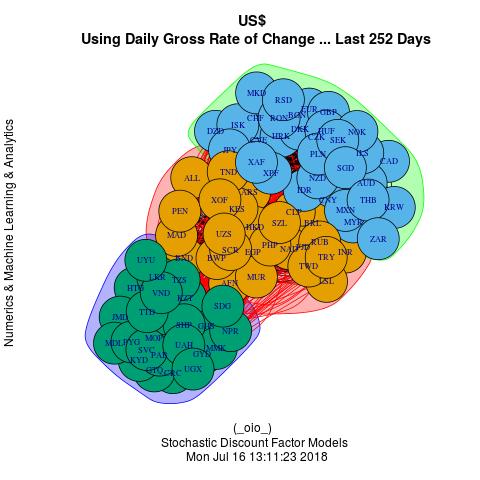 US$
Using Daily Gross Rate of Change ... Last 252 Days
Numerics & Machine Learning & Analytics
MKD
RSD
EUR
GBP
CHF
RON
BGN
ISK
DZD
DKK
HUF
NOK
HRK
CZK
SEK
JPY
PLN
ILS
XAF
CAD
TND
XPF
SGD
ALL
NZD
AUD
IDR
XOF
CNY
THB
KRW
PEN
KES
CLP
MXN
SZL
BRL
MYR
MAD
UZS
HKD
ZAR
RUB
PHP
NAD
FJD
SCR
EGP
INR
UYU
BWP
TRY
TWD
LKR
TZS
MUR
LSL
HTG
VND
KZT
AFN
SDG
TTD
JMD
NPR
MOP
UAH
MDL
PYG
SVC
MMK
PAB
GYD
KYD
GTQ
CRC
UGX
(_oio_)
Stochastic Discount Factor Models
Mon Jul 16 13:11:23 2018